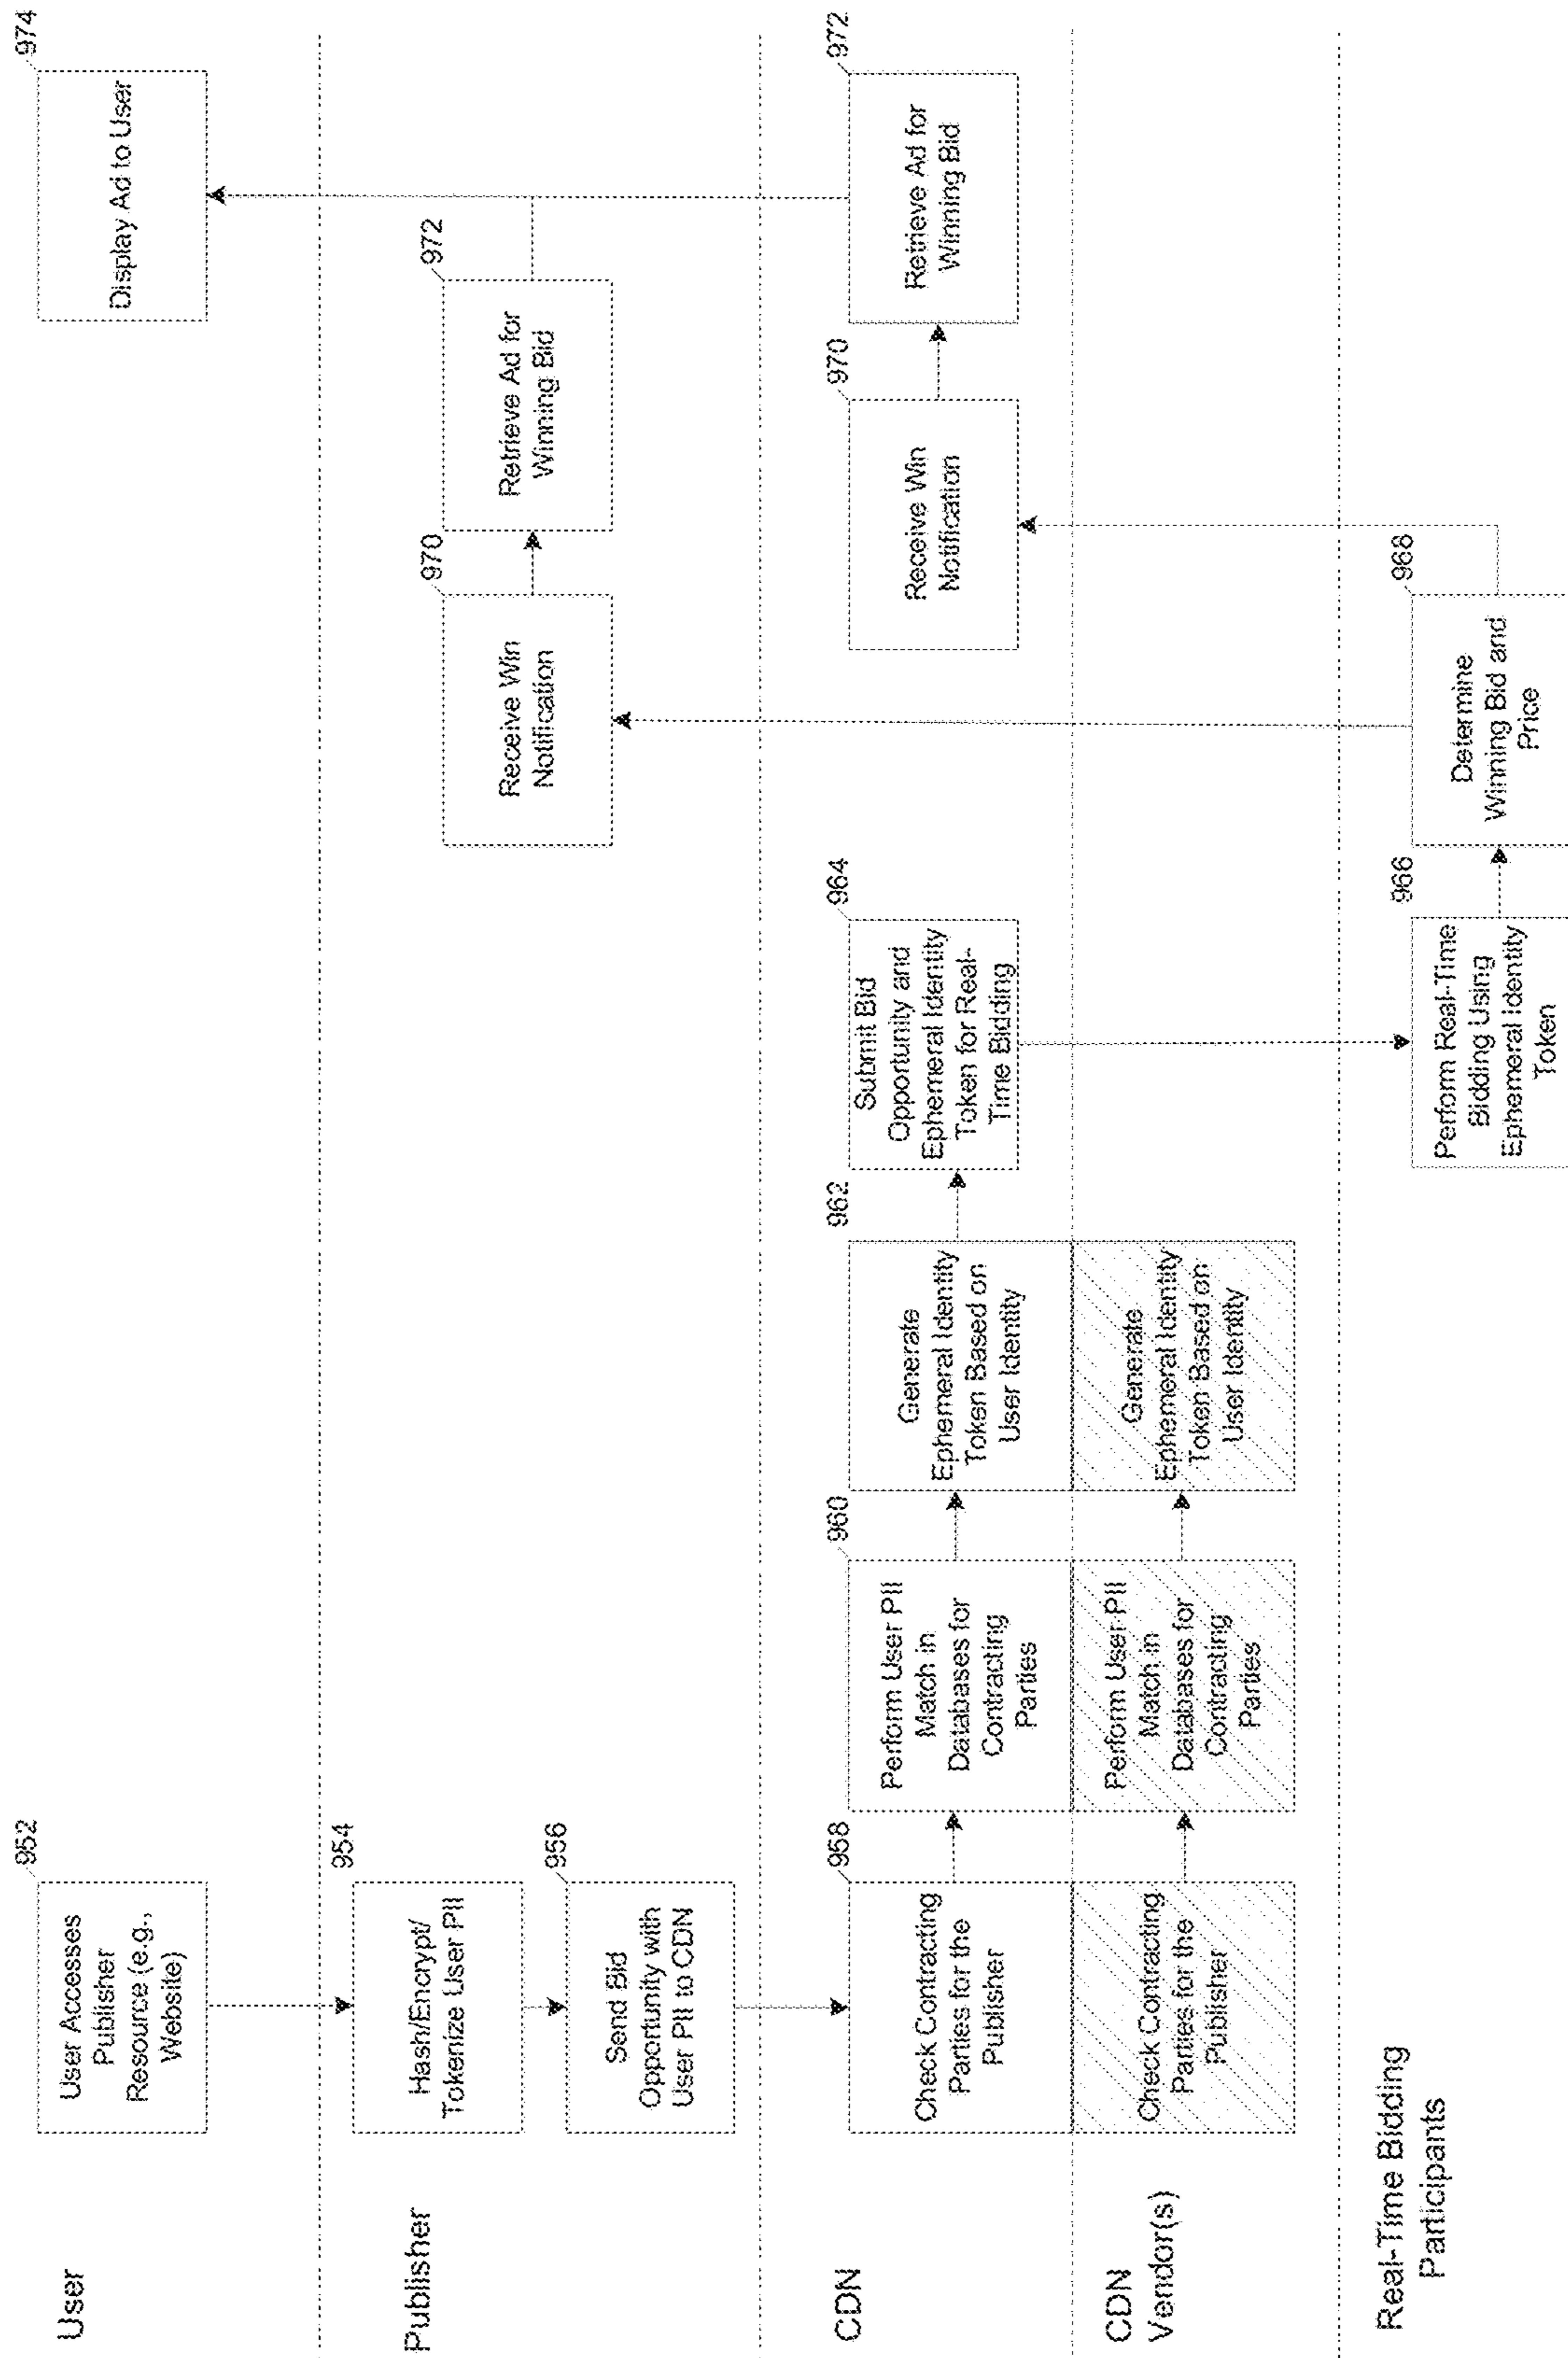 User
952
User Accesses
Publisher
Resource (e.g.,
Website)
974
Display Ad to User
Publisher
954
Hash/Encrypt/
Tokenize User PII
956
Send Bid
Opportunity with
User PII to CDN
970
Receive Win
Notification
972
Retrieve Ad for
Winning Bid
CDN
958
Check Contracting
Parties for the
Publisher
960
Perform User PII
Match in
Databases for
Contracting
Parties
962
Generate
Ephemeral Identity
Token Based on
User Identity
964
Submit Bid
Opportunity and
Ephemeral Identity
Token for Real-
Time Bidding
970
Receive Win
Notification
972
Retrieve Ad for
Winning Bid
CDN
Vendor(s)
Check Contracting
Parties for the
Publisher
Perform User PII
Match in
Databases for
Contracting
Parties
Generate
Ephemeral Identity
Token Based on
User Identity
Real-Time Bidding
Participants
966
Perform Real-Time
Bidding Using
Ephemeral Identity
Token
968
Determine
Winning Bid and
Price